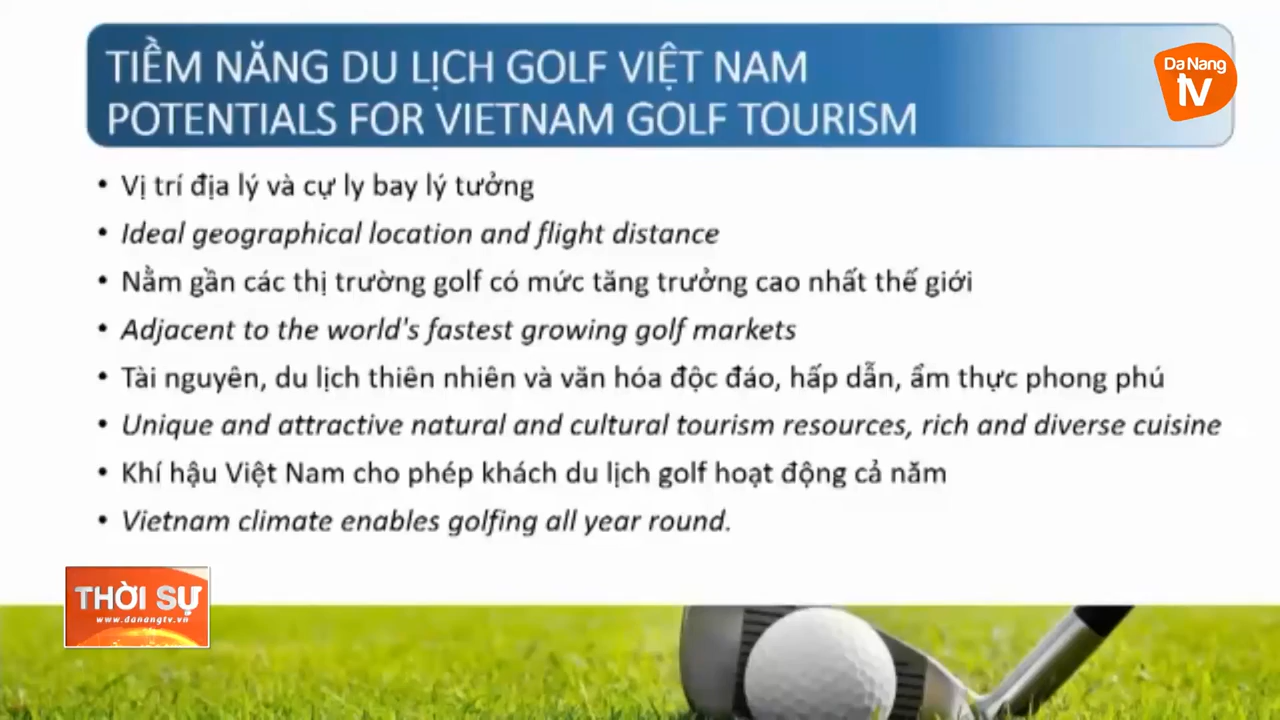 TIỀM NĂNG DU LỊCH GOLF VIỆT NAM
POTENTIALS FOR VIETNAM GOLF TOURISM
Da Nang
tv
• Vị trí địa lý và cự ly bay lý tưởng
• Ideal geographical location and flight distance
• Nằm gần các thị trường golf có mức tăng trưởng cao nhất thế giới
• Adjacent to the world's fastest growing golf markets
• Tài nguyên, du lịch thiên nhiên và văn hóa độc đáo, hấp dẫn, ẩm thực phong phú
• Unique and attractive natural and cultural tourism resources, rich and diverse cuisine
• Khí hậu Việt Nam cho phép khách du lịch golf hoạt động cả năm
• Vietnam climate enables golfing all year round.
THỜI SỰ
www.danangtv.vn